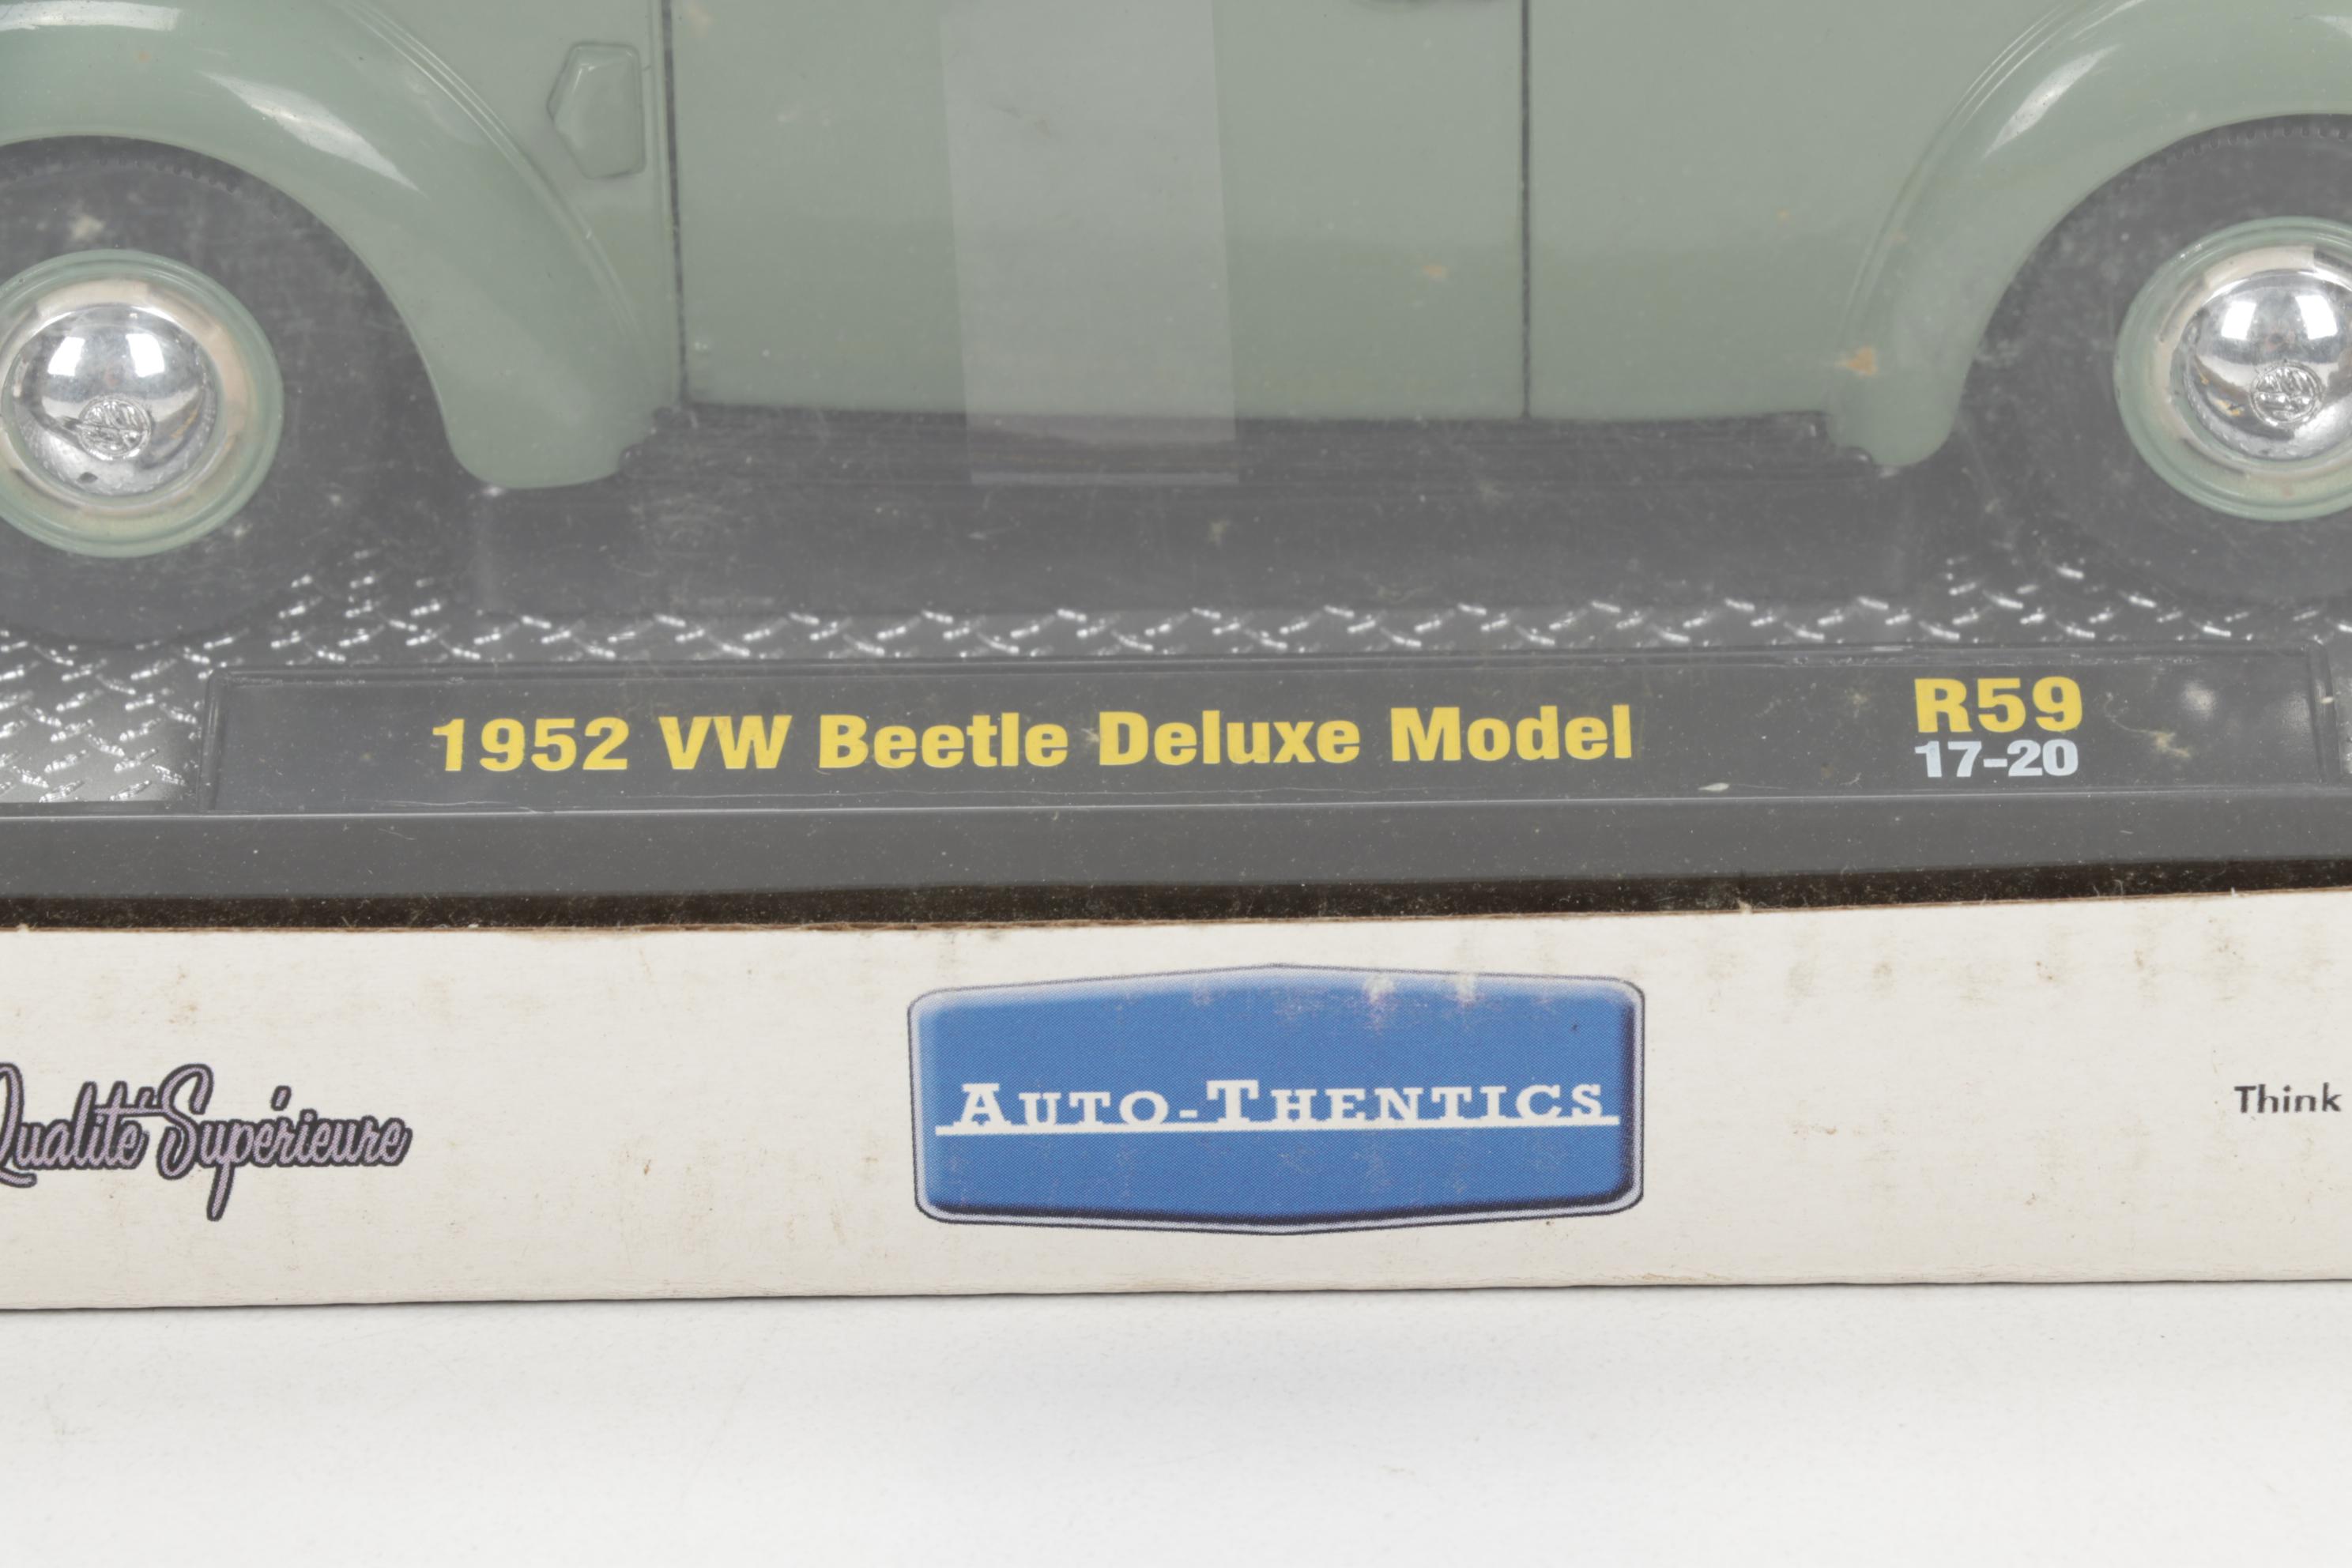 1952 VW Beetle Deluxe Model
R59
17-20
Qualité Supérieure
AUTO-THENTICS
Think